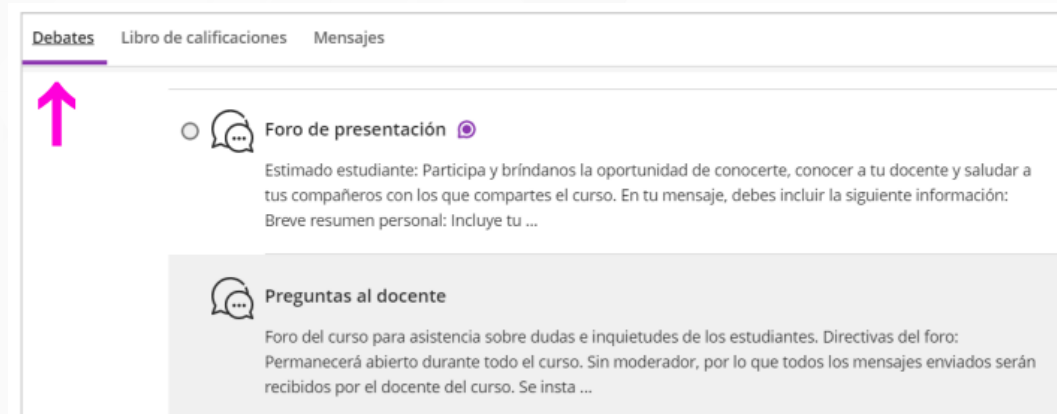 Debates Libro de calificaciones Mensajes
Foro de presentación
Estimado estudiante: Participa y bríndanos la oportunidad de conocerte, conocer a tu docente y saludar a
tus compañeros con los que compartes el curso. En tu mensaje, debes incluir la siguiente información:
Breve resumen personal: Incluye tu ...
Preguntas al docente
Foro del curso para asistencia sobre dudas e inquietudes de los estudiantes. Directivas del foro:
Permanecerá abierto durante todo el curso. Sin moderador, por lo que todos los mensajes enviados serán
recibidos por el docente del curso. Se insta ...